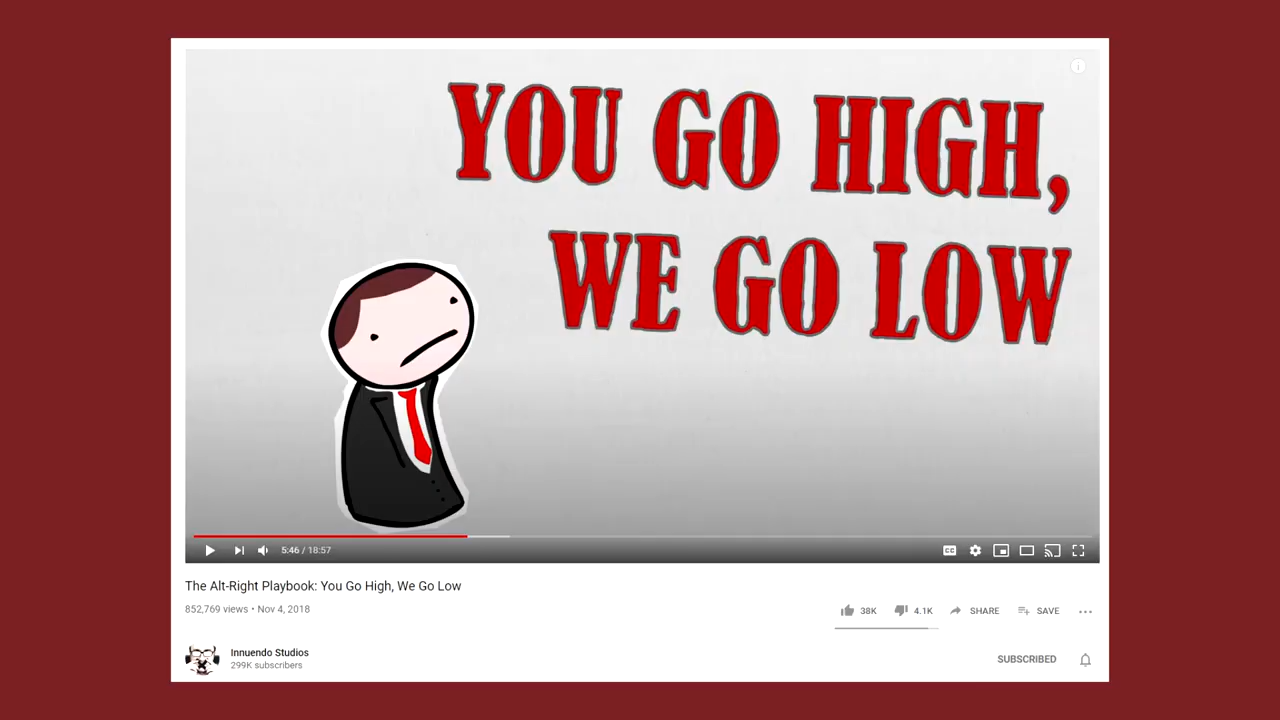 YOU GO HIGH,
WE GO LOW
5:46 / 18:57
CC
The Alt-Right Playbook: You Go High, We Go Low
852,769 views • Nov 4, 2018
38K 4.1K SHARE SAVE
Innuendo Studios
299K subscribers
SUBSCRIBED